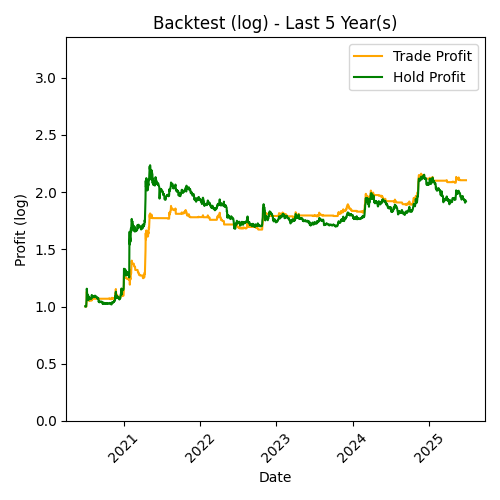 Backtest (log) - Last 5 Year(s)
Trade Profit
Hold Profit
Profit (log)
3.0
2.5
2.0
1.5
1.0
0.5
0.0
2021
2022
2023
2024
2025
Date